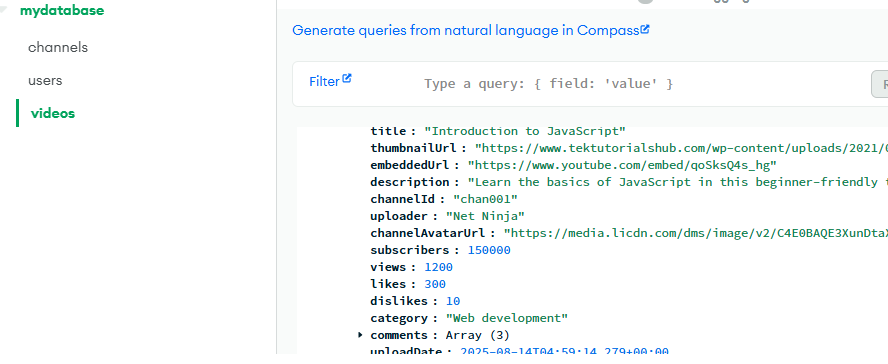 mydatabase
channels
users
videos
Generate queries from natural language in Compass
Filter
Type a query: { field: 'value' }
title : "Introduction to JavaScript"
thumbnailUrl : "https://www.tektutorialshub.com/wp-content/uploads/2021/
embeddedUrl : "https://www.youtube.com/embed/qoSksQ4s_hg"
description : "Learn the basics of JavaScript in this beginner-friendly
channelId : "chan001"
uploader : "Net Ninja"
channelAvatarUrl : "https://media.licdn.com/dms/image/v2/C4E0BAQE3XunDta
subscribers : 150000
views : 1200
likes : 300
dislikes : 10
category : "Web development"
comments : Array (3)
uploadDate : 2025-08-14T04:59:14.279+00:00